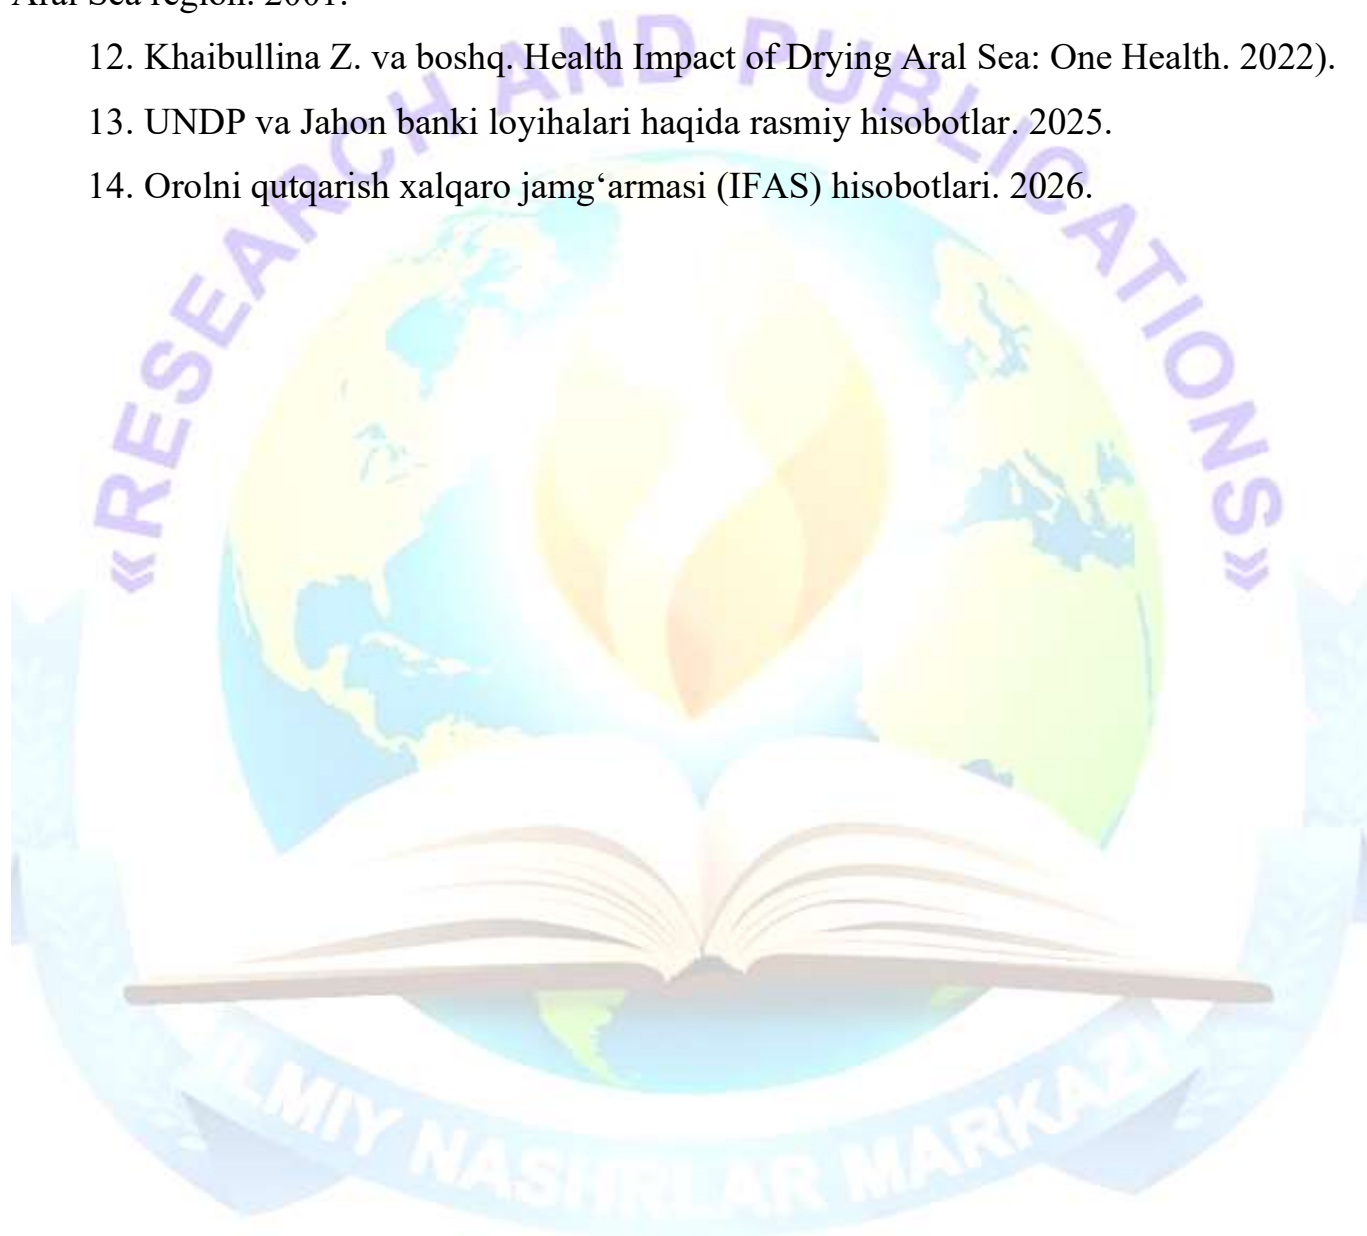 Aral Sea region. 2001.
12. Khaibullina Z. va boshq. Health Impact of Drying Aral Sea: One Health. 2022).
13. UNDP va Jahon banki loyihalari haqida rasmiy hisobotlar. 2025.
14. Orolni qutqarish xalqaro jamg‘armasi (IFAS) hisobotlari. 2026.
«RESEARCH AND PUBLICATIONS»
ILMIY NASHRLAR MARKAZI